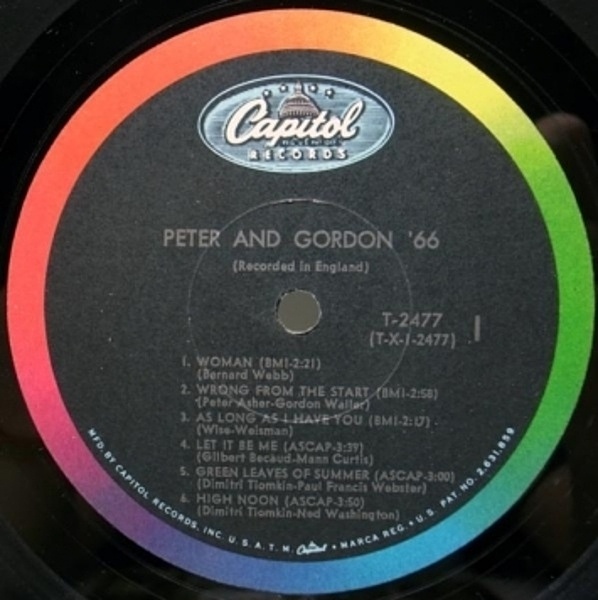 Capitol
RECORDS
PETER AND GORDON '66
(Recorded in England)
T-2477
(T-X-1-2477)
1
1. WOMAN (BMI-2:21)
(Bernard Webb)
2. WRONG FROM THE START (BMI-2:58)
(Peter Asher-Gordon Waller)
3. AS LONG AS I HAVE YOU (BMI-2:17)
(Wise-Weisman)
4. LET IT BE ME (ASCAP-3:39)
(Gilbert Becaud-Mann Curtis)
5. GREEN LEAVES OF SUMMER (ASCAP-3:00)
(Dimitri Tiomkin-Paul Francis Webster)
6. HIGH NOON (ASCAP-3:50)
(Dimitri Tiomkin-Ned Washington)
MFD. BY CAPITOL RECORDS, INC. U.S.A. T.M. Capitol • MARCA REG. • U.S. PAT. NO. 2,631,859